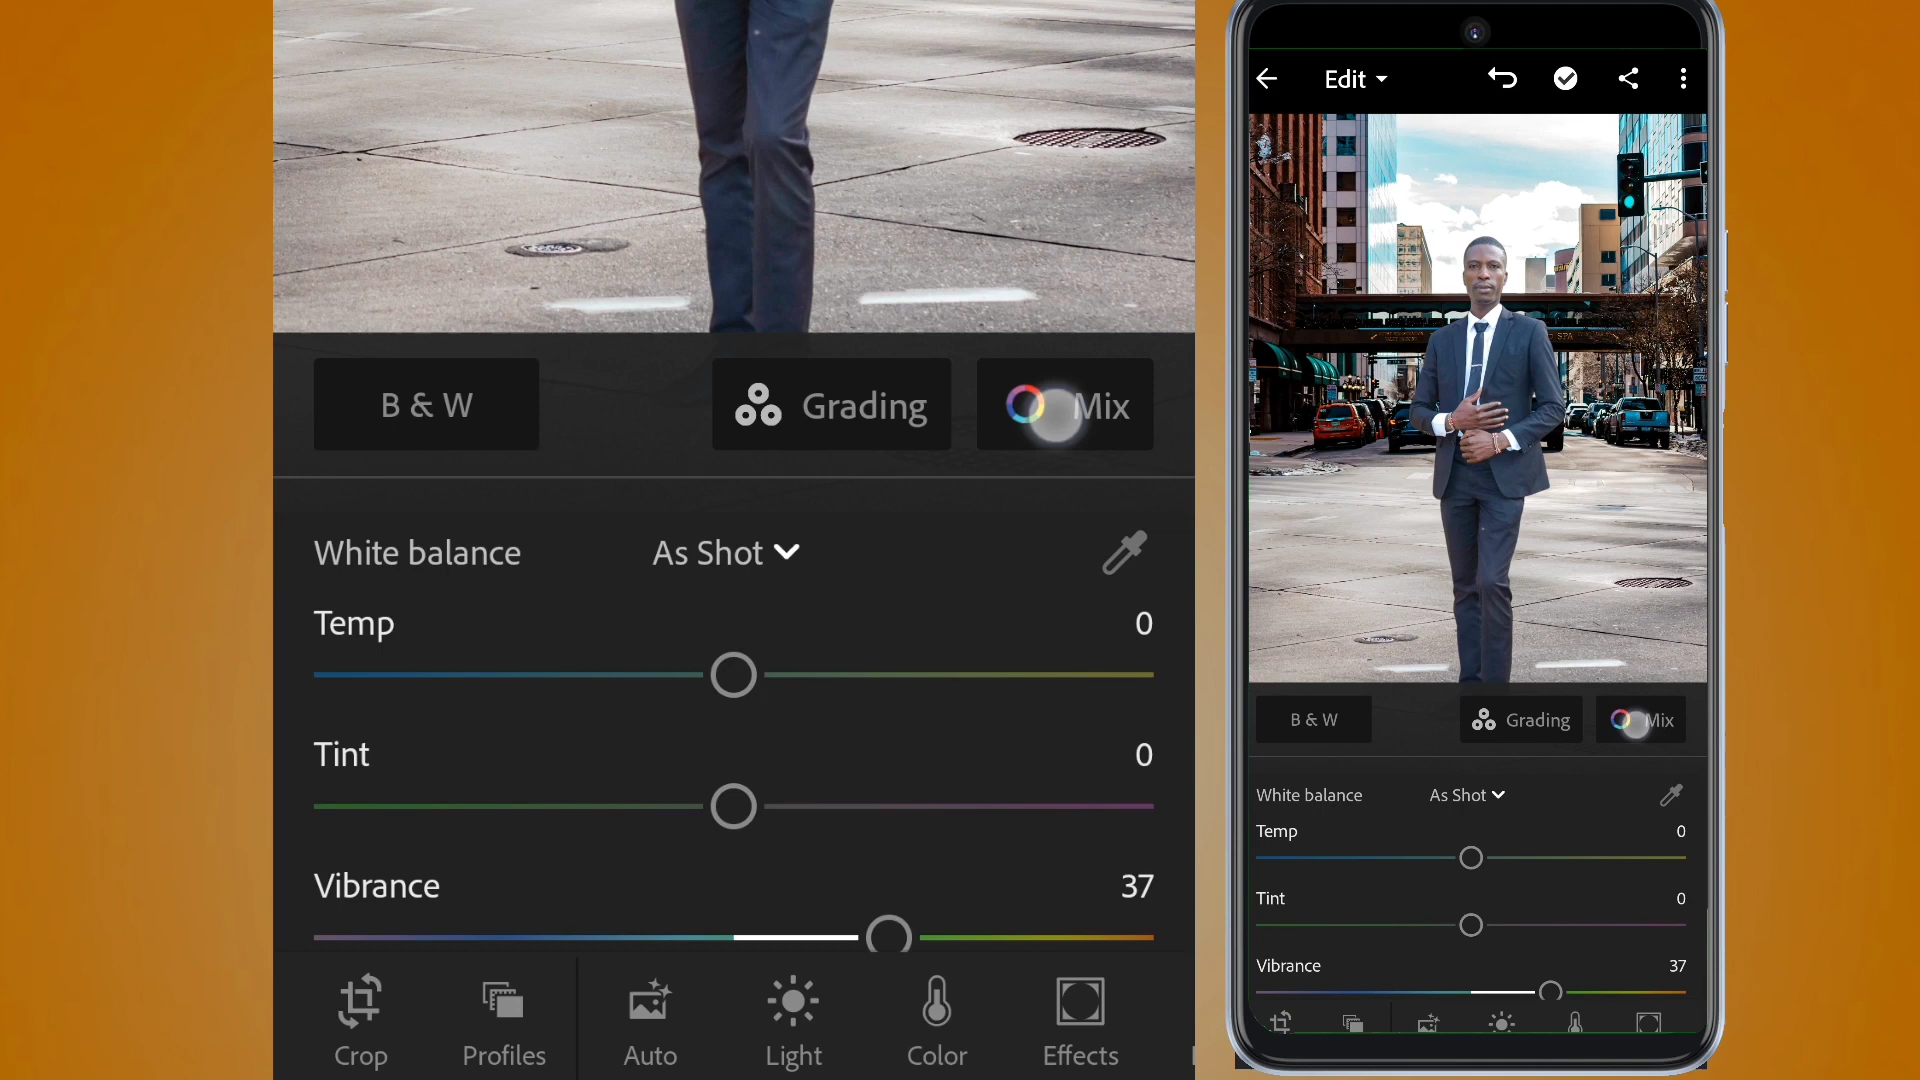 B & W
Grading
Mix
White balance
As Shot
Temp
0
Tint
0
Vibrance
37
Crop
Profiles
Auto
Light
Color
Effects
Edit
SPA
B & W
Grading
Mix
White balance
As Shot
Temp
0
Tint
0
Vibrance
37